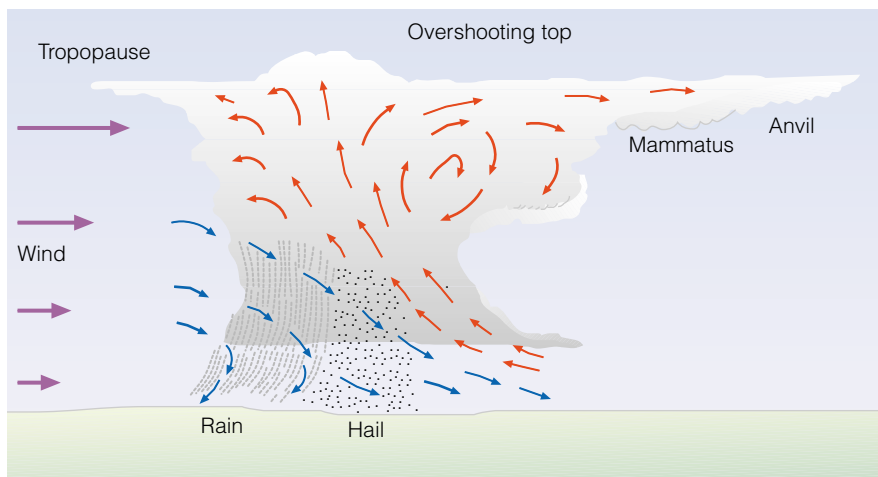 Overshooting top
Tropopause
Anvil
Mammatus
Wind
Rain
Hail